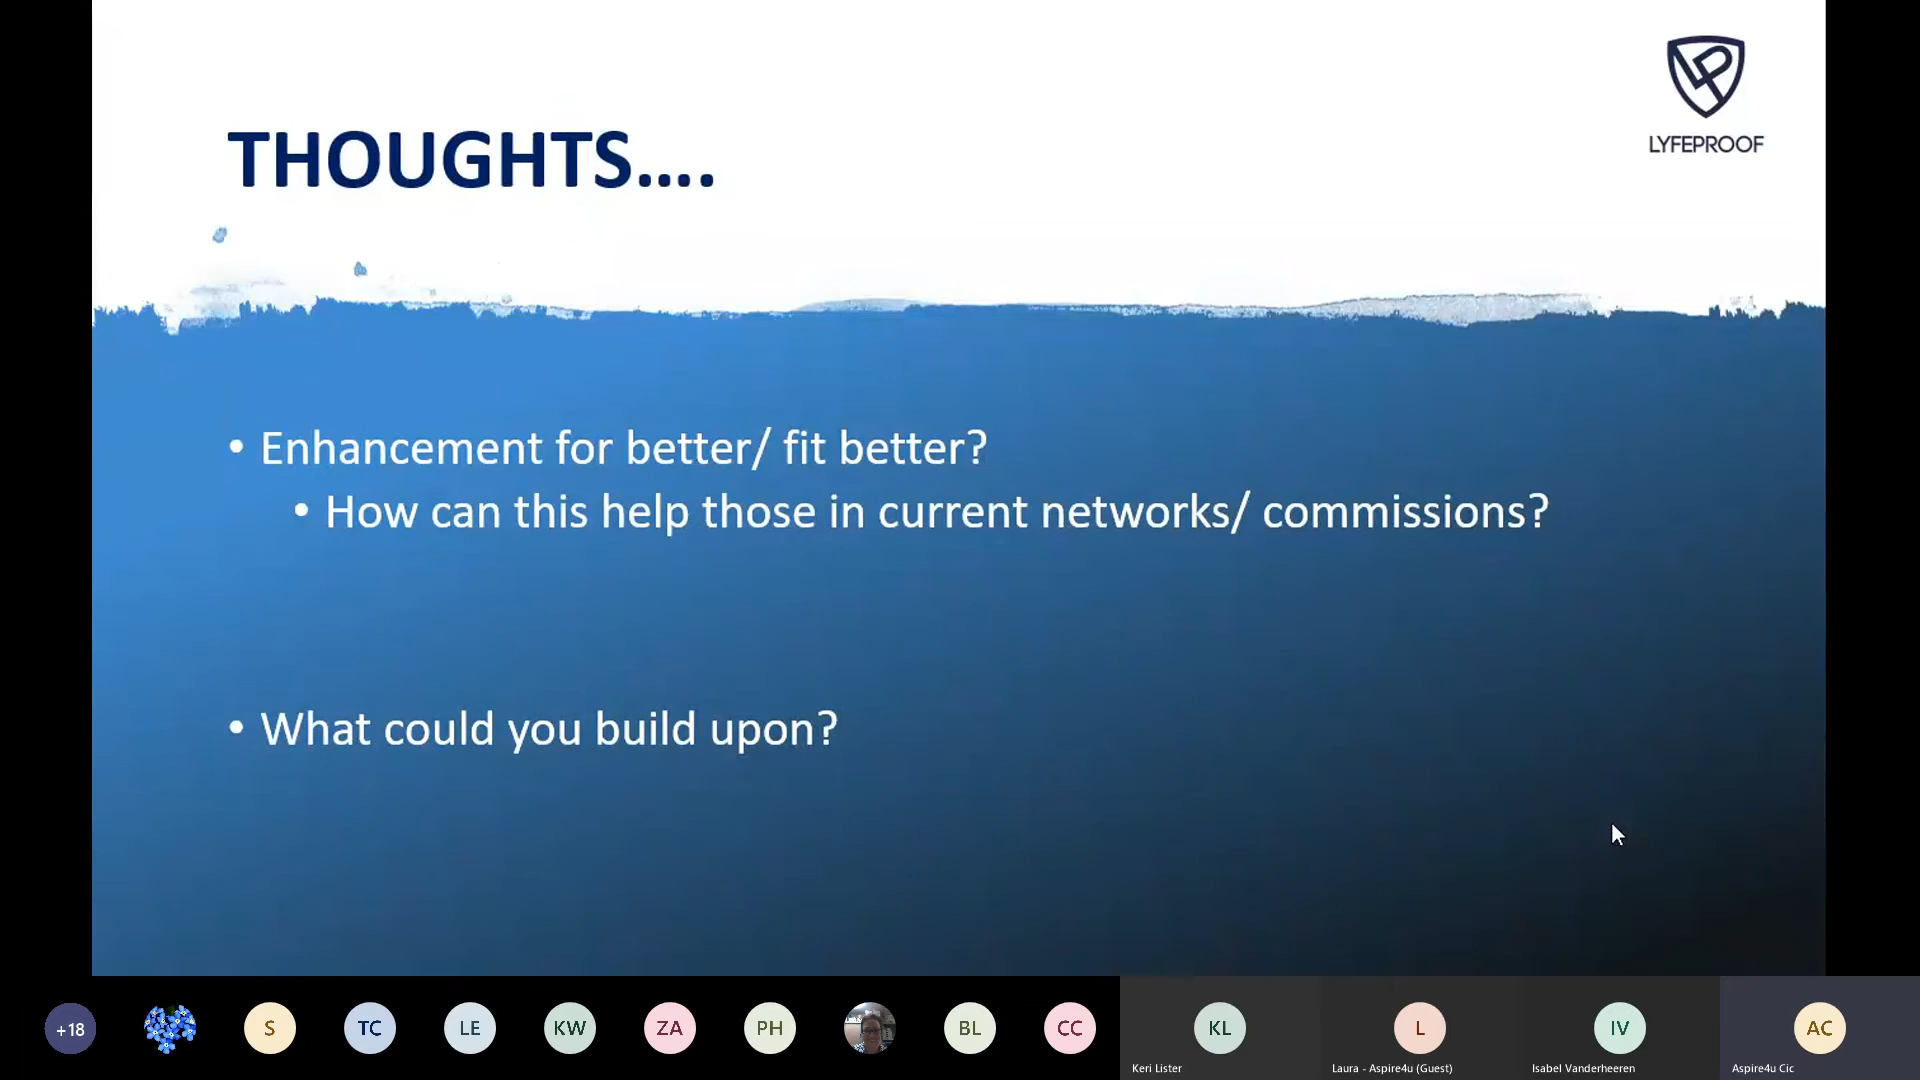 LYFEPROOF
THOUGHTS....
• Enhancement for better/ fit better?
• How can this help those in current networks/ commissions?
• What could you build upon?
+18
S
TC
LE
KW
ZA
PH
BL
CC
KL
Keri Lister
L
Laura - Aspire4u (Guest)
IV
Isabel Vanderheeren
AC
Aspire4u Cic